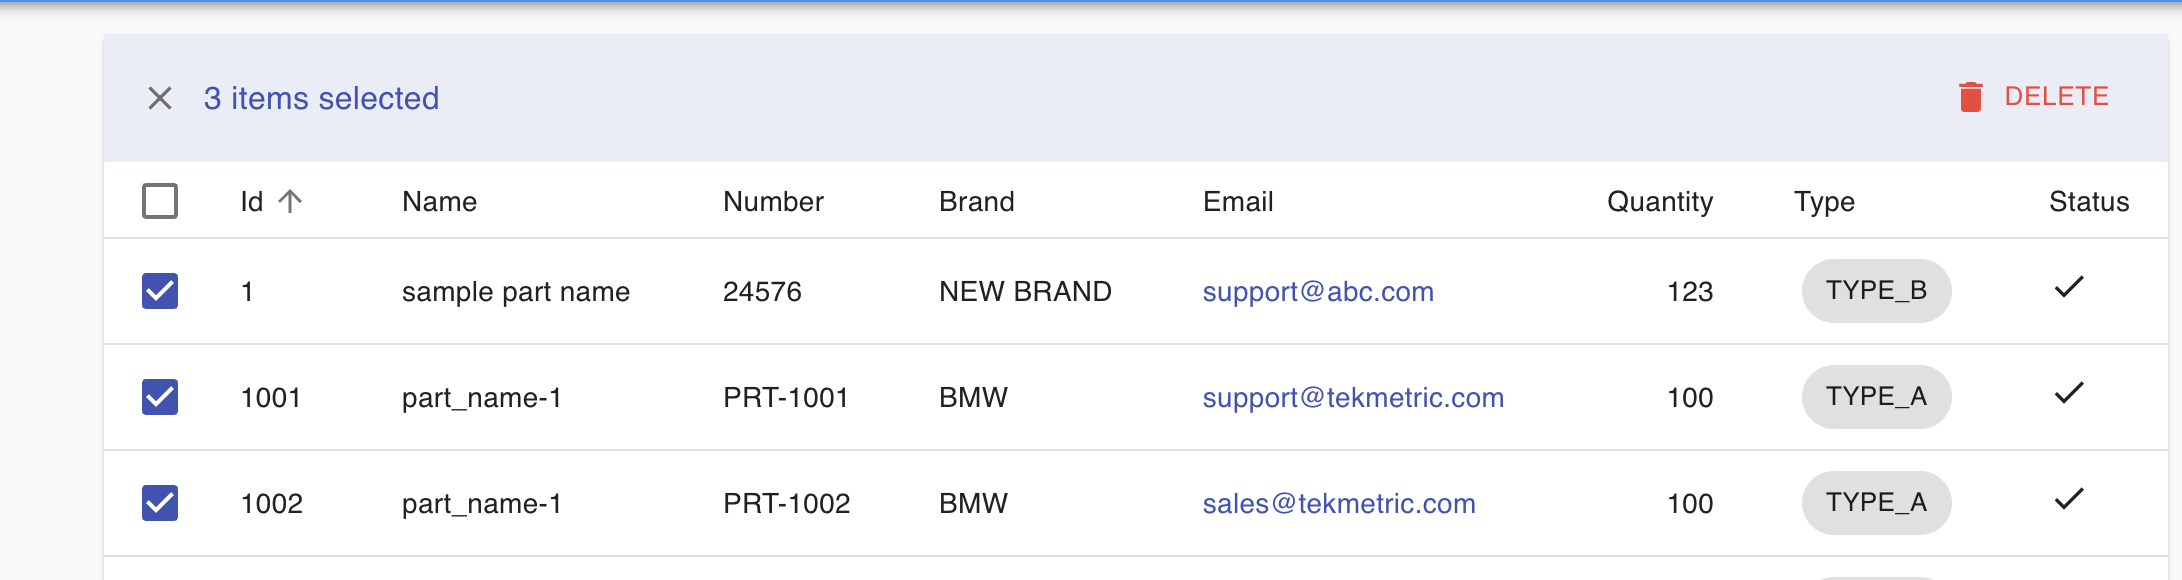 3 items selected DELETE
Id Name Number Brand Email Quantity Type Status
1 sample part name 24576 NEW BRAND support@abc.com 123 TYPE_B
1001 part_name-1 PRT-1001 BMW support@tekmetric.com 100 TYPE_A
1002 part_name-1 PRT-1002 BMW sales@tekmetric.com 100 TYPE_A